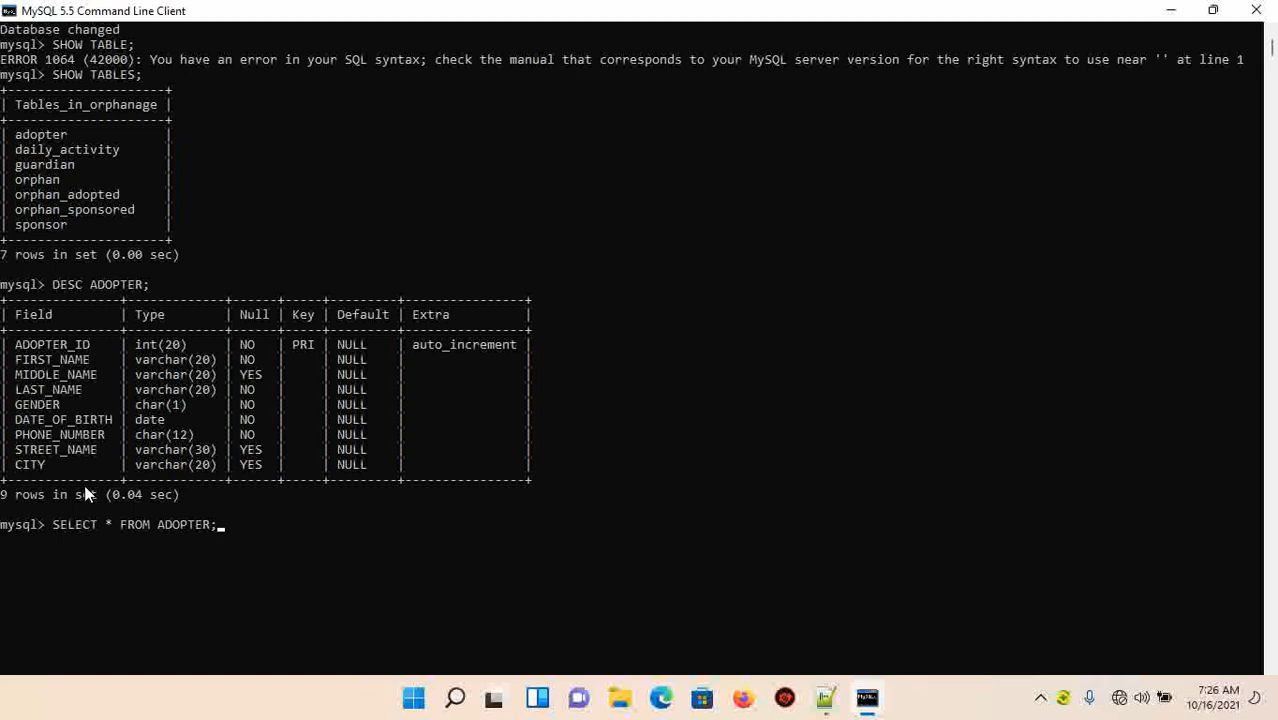 MySQL 5.5 Command Line Client
Database changed
mysql> SHOW TABLE;
ERROR 1064 (42000): You have an error in your SQL syntax; check the manual that corresponds to your MySQL server version for the right syntax to use near '' at line 1
mysql> SHOW TABLES;
+---------------------+
| Tables_in_orphanage |
+---------------------+
| adopter             |
| daily_activity      |
| guardian            |
| orphan              |
| orphan_adopted      |
| orphan_sponsored    |
| sponsor             |
+---------------------+
7 rows in set (0.00 sec)
mysql> DESC ADOPTER;
+---------------+-------------+------+-----+---------+----------------+
| Field         | Type        | Null | Key | Default | Extra          |
+---------------+-------------+------+-----+---------+----------------+
| ADOPTER_ID    | int(20)     | NO   | PRI | NULL    | auto_increment |
| FIRST_NAME    | varchar(20) | NO   |     | NULL    |                |
| MIDDLE_NAME   | varchar(20) | YES  |     | NULL    |                |
| LAST_NAME     | varchar(20) | NO   |     | NULL    |                |
| GENDER        | char(1)     | NO   |     | NULL    |                |
| DATE_OF_BIRTH | date        | NO   |     | NULL    |                |
| PHONE_NUMBER  | char(12)    | NO   |     | NULL    |                |
| STREET_NAME   | varchar(30) | YES  |     | NULL    |                |
| CITY          | varchar(20) | YES  |     | NULL    |                |
+---------------+-------------+------+-----+---------+----------------+
9 rows in set (0.04 sec)
mysql> SELECT * FROM ADOPTER;
7:26 AM
10/16/2021